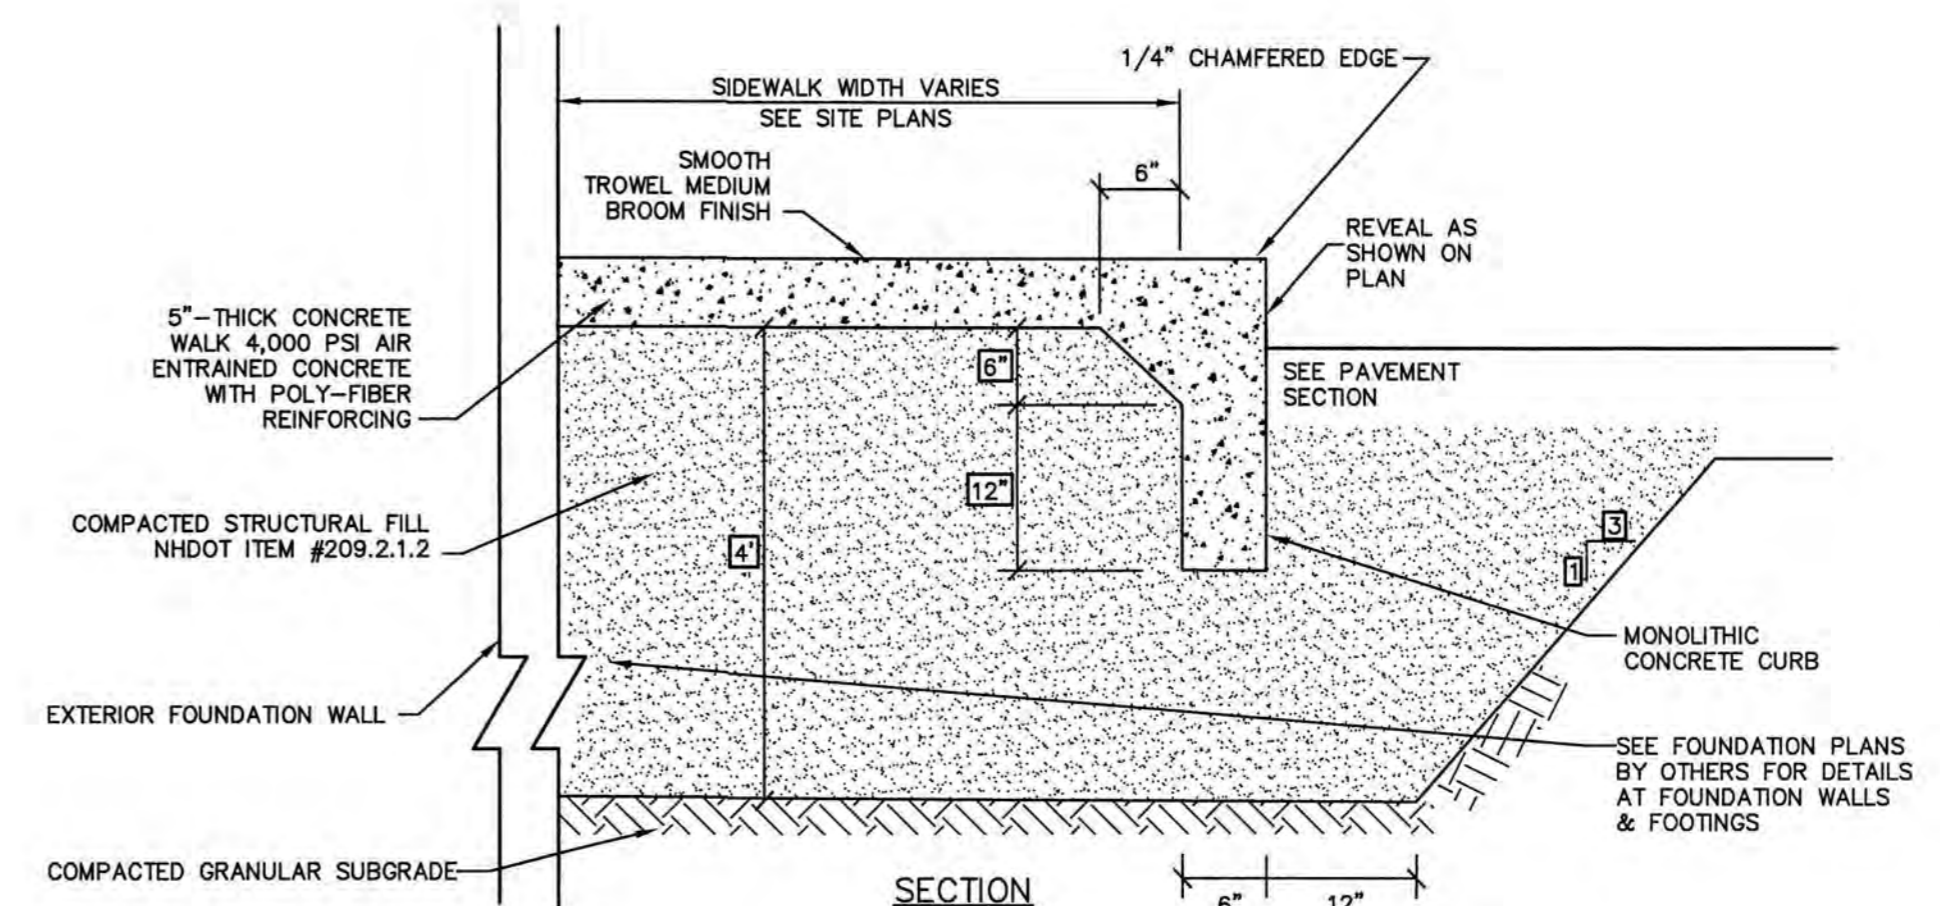 1/4" CHAMFERED EDGE
SIDEWALK WIDTH VARIES
SEE SITE PLANS
SMOOTH
TROWEL MEDIUM
BROOM FINISH
6"
REVEAL AS
SHOWN ON
PLAN
5"-THICK CONCRETE
WALK 4,000 PSI AIR
ENTRAINED CONCRETE
WITH POLY-FIBER
REINFORCING
6"
SEE PAVEMENT
SECTION
12"
COMPACTED STRUCTURAL FILL
NHDOT ITEM #209.2.1.2
4'
3
1
MONOLITHIC
CONCRETE CURB
EXTERIOR FOUNDATION WALL
SEE FOUNDATION PLANS
BY OTHERS FOR DETAILS
AT FOUNDATION WALLS
& FOOTINGS
COMPACTED GRANULAR SUBGRADE
SECTION
6"
12"